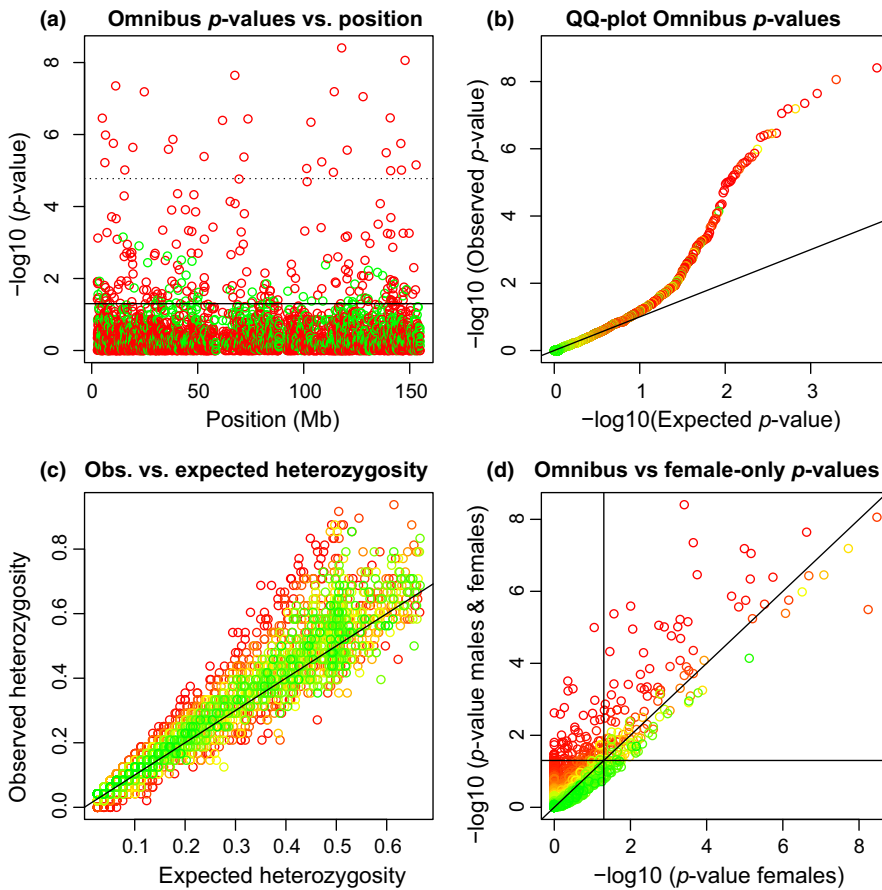 (a) Omnibus p-values vs. position
−log10 (p-value)
8
6
4
2
0
0 50 100 150
Position (Mb)
(b) QQ-plot Omnibus p-values
−log10 (Observed p-value)
8
6
4
2
0
0 1 2 3
−log10(Expected p-value)
(c) Obs. vs. expected heterozygosity
Observed heterozygosity
0.8
0.6
0.4
0.2
0.0
0.1 0.2 0.3 0.4 0.5 0.6
Expected heterozygosity
(d) Omnibus vs female-only p-values
−log10 (p-value males & females)
8
6
4
2
0
0 2 4 6 8
−log10 (p-value females)